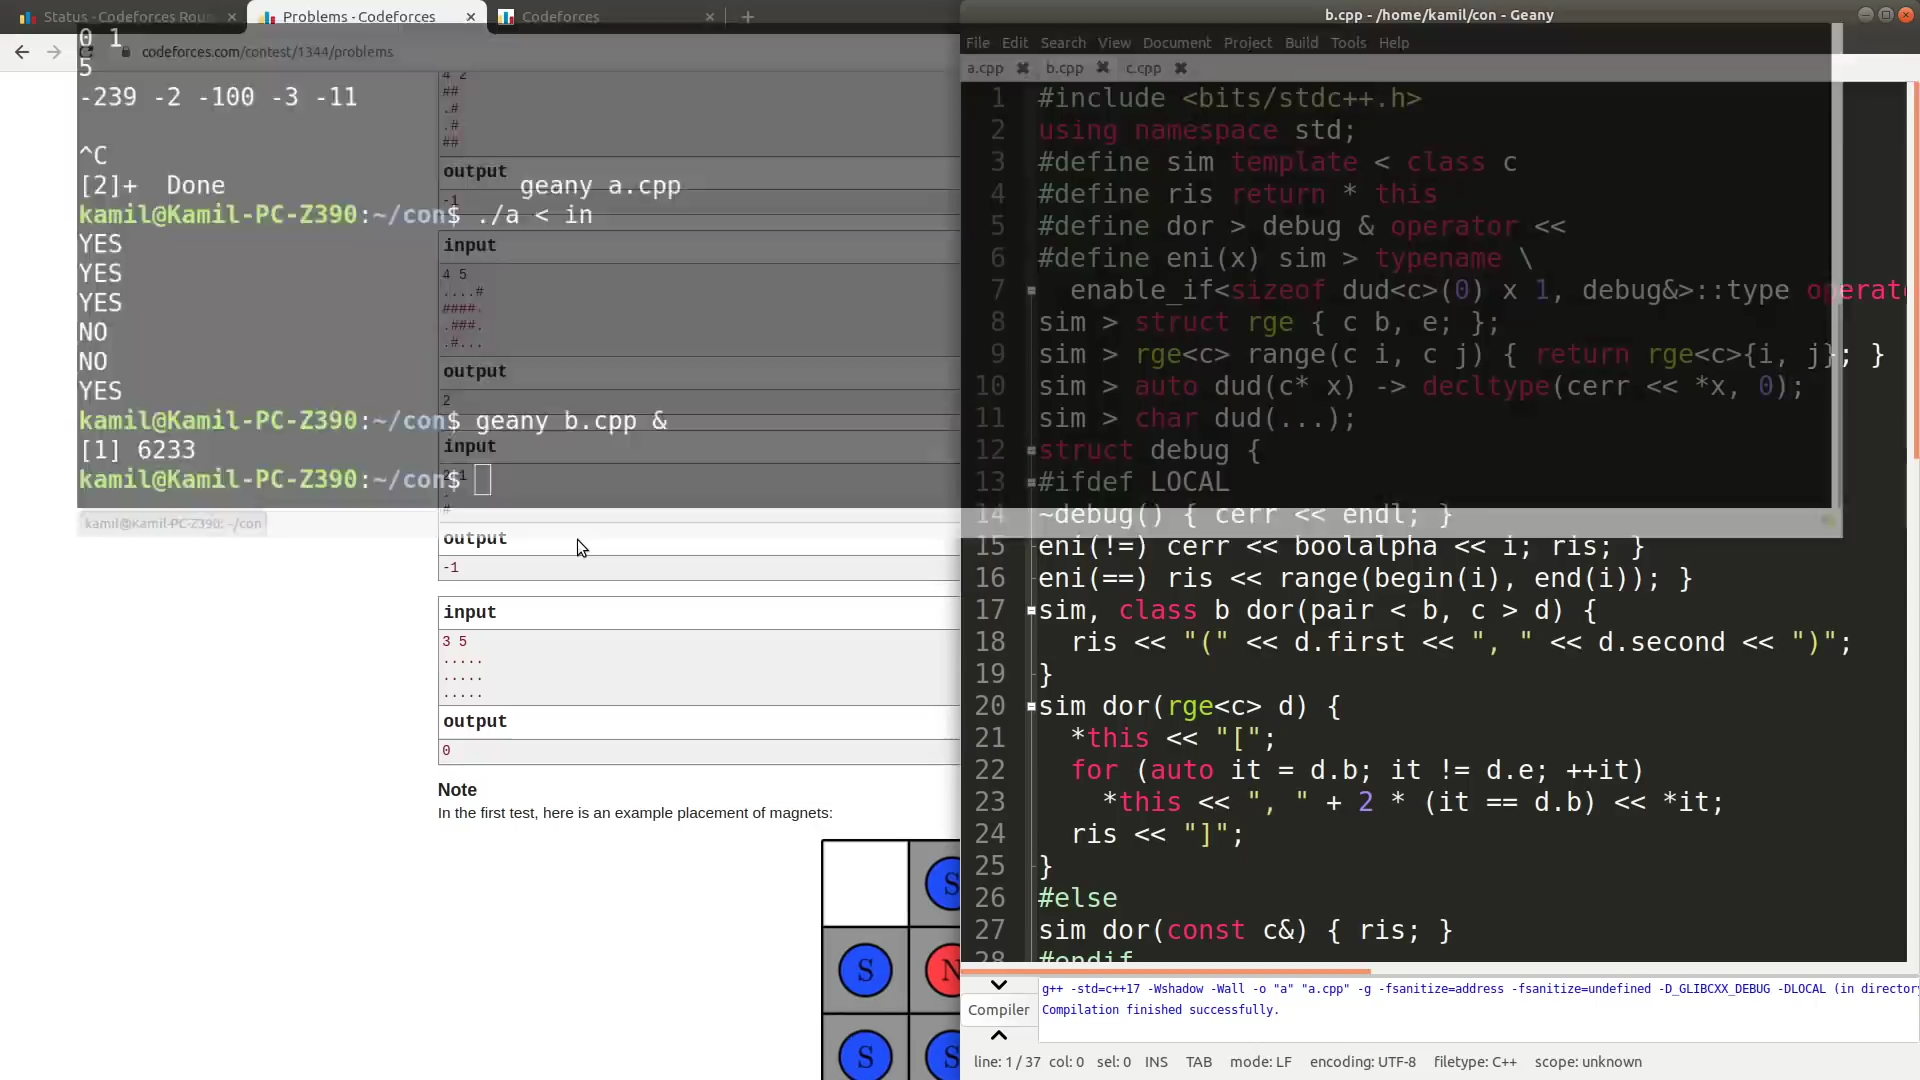 Status - Codeforces Rou
Problems - Codeforces
Codeforces
codeforces.com/contest/1344/problems
0 1
5
-239 -2 -100 -3 -11
^C
[2]+  Done                    geany a.cpp
kamil@Kamil-PC-Z390:~/con$ ./a < in
YES
YES
YES
NO
NO
YES
kamil@Kamil-PC-Z390:~/con$ geany b.cpp &
[1] 6233
kamil@Kamil-PC-Z390:~/con$
kamil@Kamil-PC-Z390: ~/con
4 2
##
.#
.#
##
output
-1
input
4 5
....#
####.
.###.
.#...
output
2
input
#
output
-1
input
3 5
.....
.....
.....
output
0
Note
In the first test, here is an example placement of magnets:
S
S N
S S
b.cpp - /home/kamil/con - Geany
File Edit Search View Document Project Build Tools Help
a.cpp b.cpp c.cpp
1 #include <bits/stdc++.h>
2 using namespace std;
3 #define sim template < class c
4 #define ris return * this
5 #define dor > debug & operator <<
6 #define eni(x) sim > typename \
7   enable_if<sizeof dud<c>(0) x 1, debug&>::type operat
8 sim > struct rge { c b, e; };
9 sim > rge<c> range(c i, c j) { return rge<c>{i, j}; }
10 sim > auto dud(c* x) -> decltype(cerr << *x, 0);
11 sim > char dud(...);
12 struct debug {
13 #ifdef LOCAL
14 ~debug() { cerr << endl; }
15 eni(!=) cerr << boolalpha << i; ris; }
16 eni(==) ris << range(begin(i), end(i)); }
17 sim, class b dor(pair < b, c > d) {
18   ris << "(" << d.first << ", " << d.second << ")";
19 }
20 sim dor(rge<c> d) {
21   *this << "[";
22   for (auto it = d.b; it != d.e; ++it)
23     *this << ", " + 2 * (it == d.b) << *it;
24   ris << "]";
25 }
26 #else
27 sim dor(const c&) { ris; }
28 #endif
Compiler
g++ -std=c++17 -Wshadow -Wall -o "a" "a.cpp" -g -fsanitize=address -fsanitize=undefined -D_GLIBCXX_DEBUG -DLOCAL (in directory
Compilation finished successfully.
line: 1 / 37 col: 0 sel: 0 INS TAB mode: LF encoding: UTF-8 filetype: C++ scope: unknown